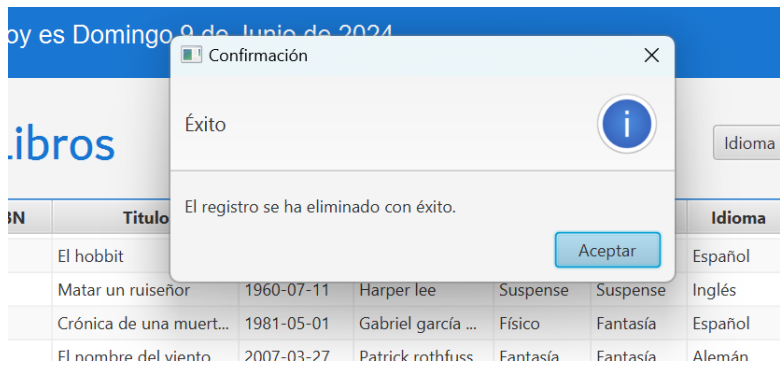 oy es Domingo 9 de Junio de 2024
Confirmación
Éxito
ibros
Idioma
El registro se ha eliminado con éxito.
Aceptar
BN Titulo Idioma
El hobbit Español
Matar un ruiseñor 1960-07-11 Harper lee Suspense Suspense Inglés
Crónica de una muert... 1981-05-01 Gabriel garcía ... Físico Fantasía Español
El nombre del viento 2007-03-27 Patrick rothfuss Fantasía Fantasía Alemán